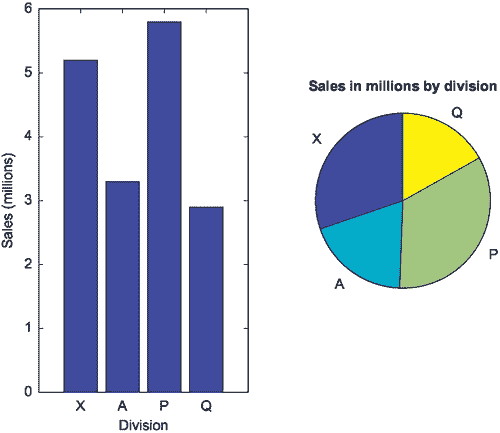 6
5
4
3
2
1
0
Sales (millions)
X A P Q
Division
Sales in millions by division
X
Q
A
P